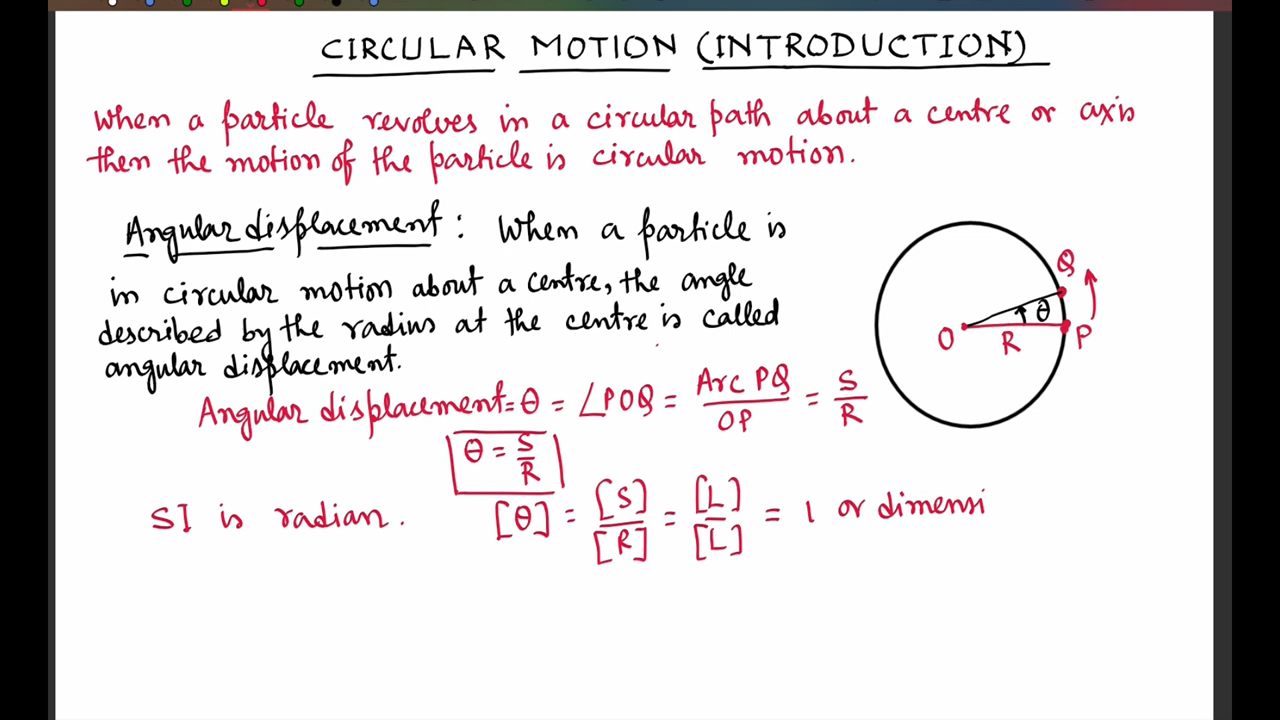 CIRCULAR MOTION (INTRODUCTION)
When a particle revolves in a circular path about a centre or axis
then the motion of the particle is circular motion.
Angular displacement: When a particle is
in circular motion about a centre, the angle
described by the radius at the centre is called
angular displacement.
Q
θ
O
R
P
Angular displacement = θ = ∠POQ = Arc PQ / OP = S / R
θ = S / R
SI is radian. [θ] = [S] / [R] = [L] / [L] = 1 or dimensi